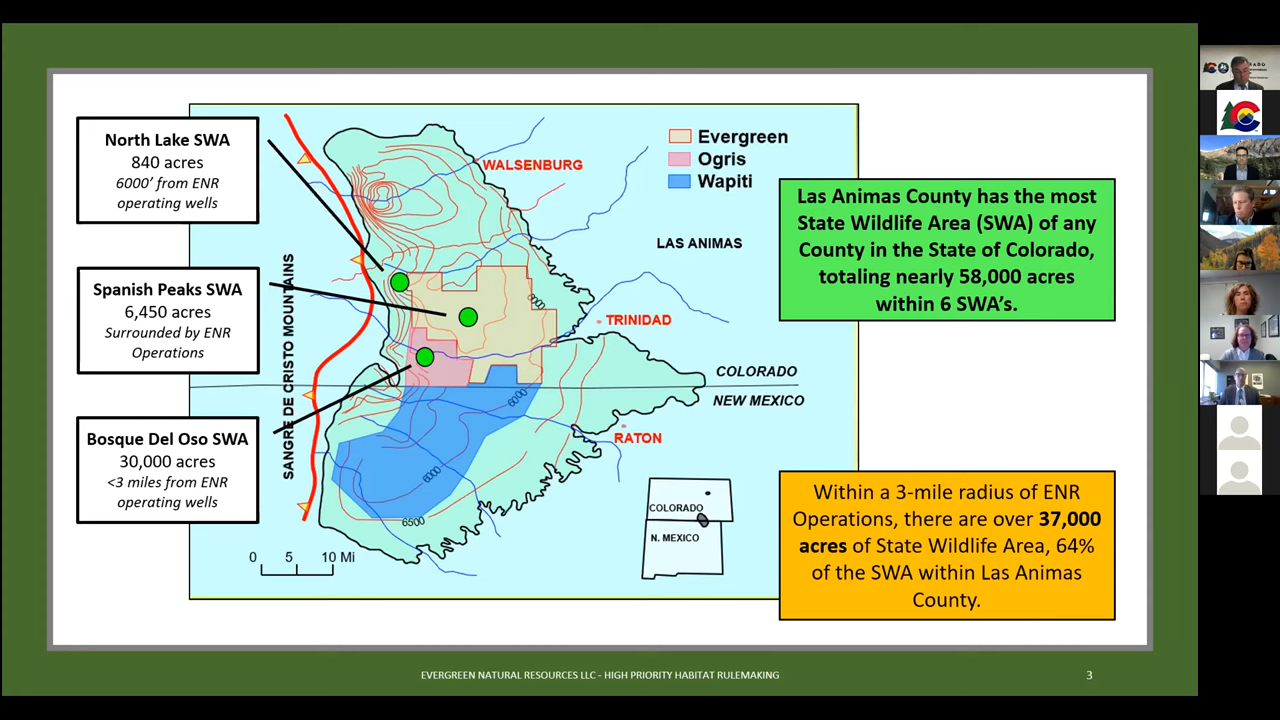 North Lake SWA
840 acres
6000’ from ENR
operating wells
Spanish Peaks SWA
6,450 acres
Surrounded by ENR
Operations
Bosque Del Oso SWA
30,000 acres
<3 miles from ENR
operating wells
SANGRE DE CRISTO MOUNTAINS
WALSENBURG
Evergreen
Ogris
Wapiti
LAS ANIMAS
6000
TRINIDAD
COLORADO
NEW MEXICO
6000
RATON
6000
6500
0 5 10 Mi
COLORADO
N. MEXICO
Las Animas County has the most
State Wildlife Area (SWA) of any
County in the State of Colorado,
totaling nearly 58,000 acres
within 6 SWA’s.
Within a 3-mile radius of ENR
Operations, there are over 37,000
acres of State Wildlife Area, 64%
of the SWA within Las Animas
County.
EVERGREEN NATURAL RESOURCES LLC - HIGH PRIORITY HABITAT RULEMAKING
3